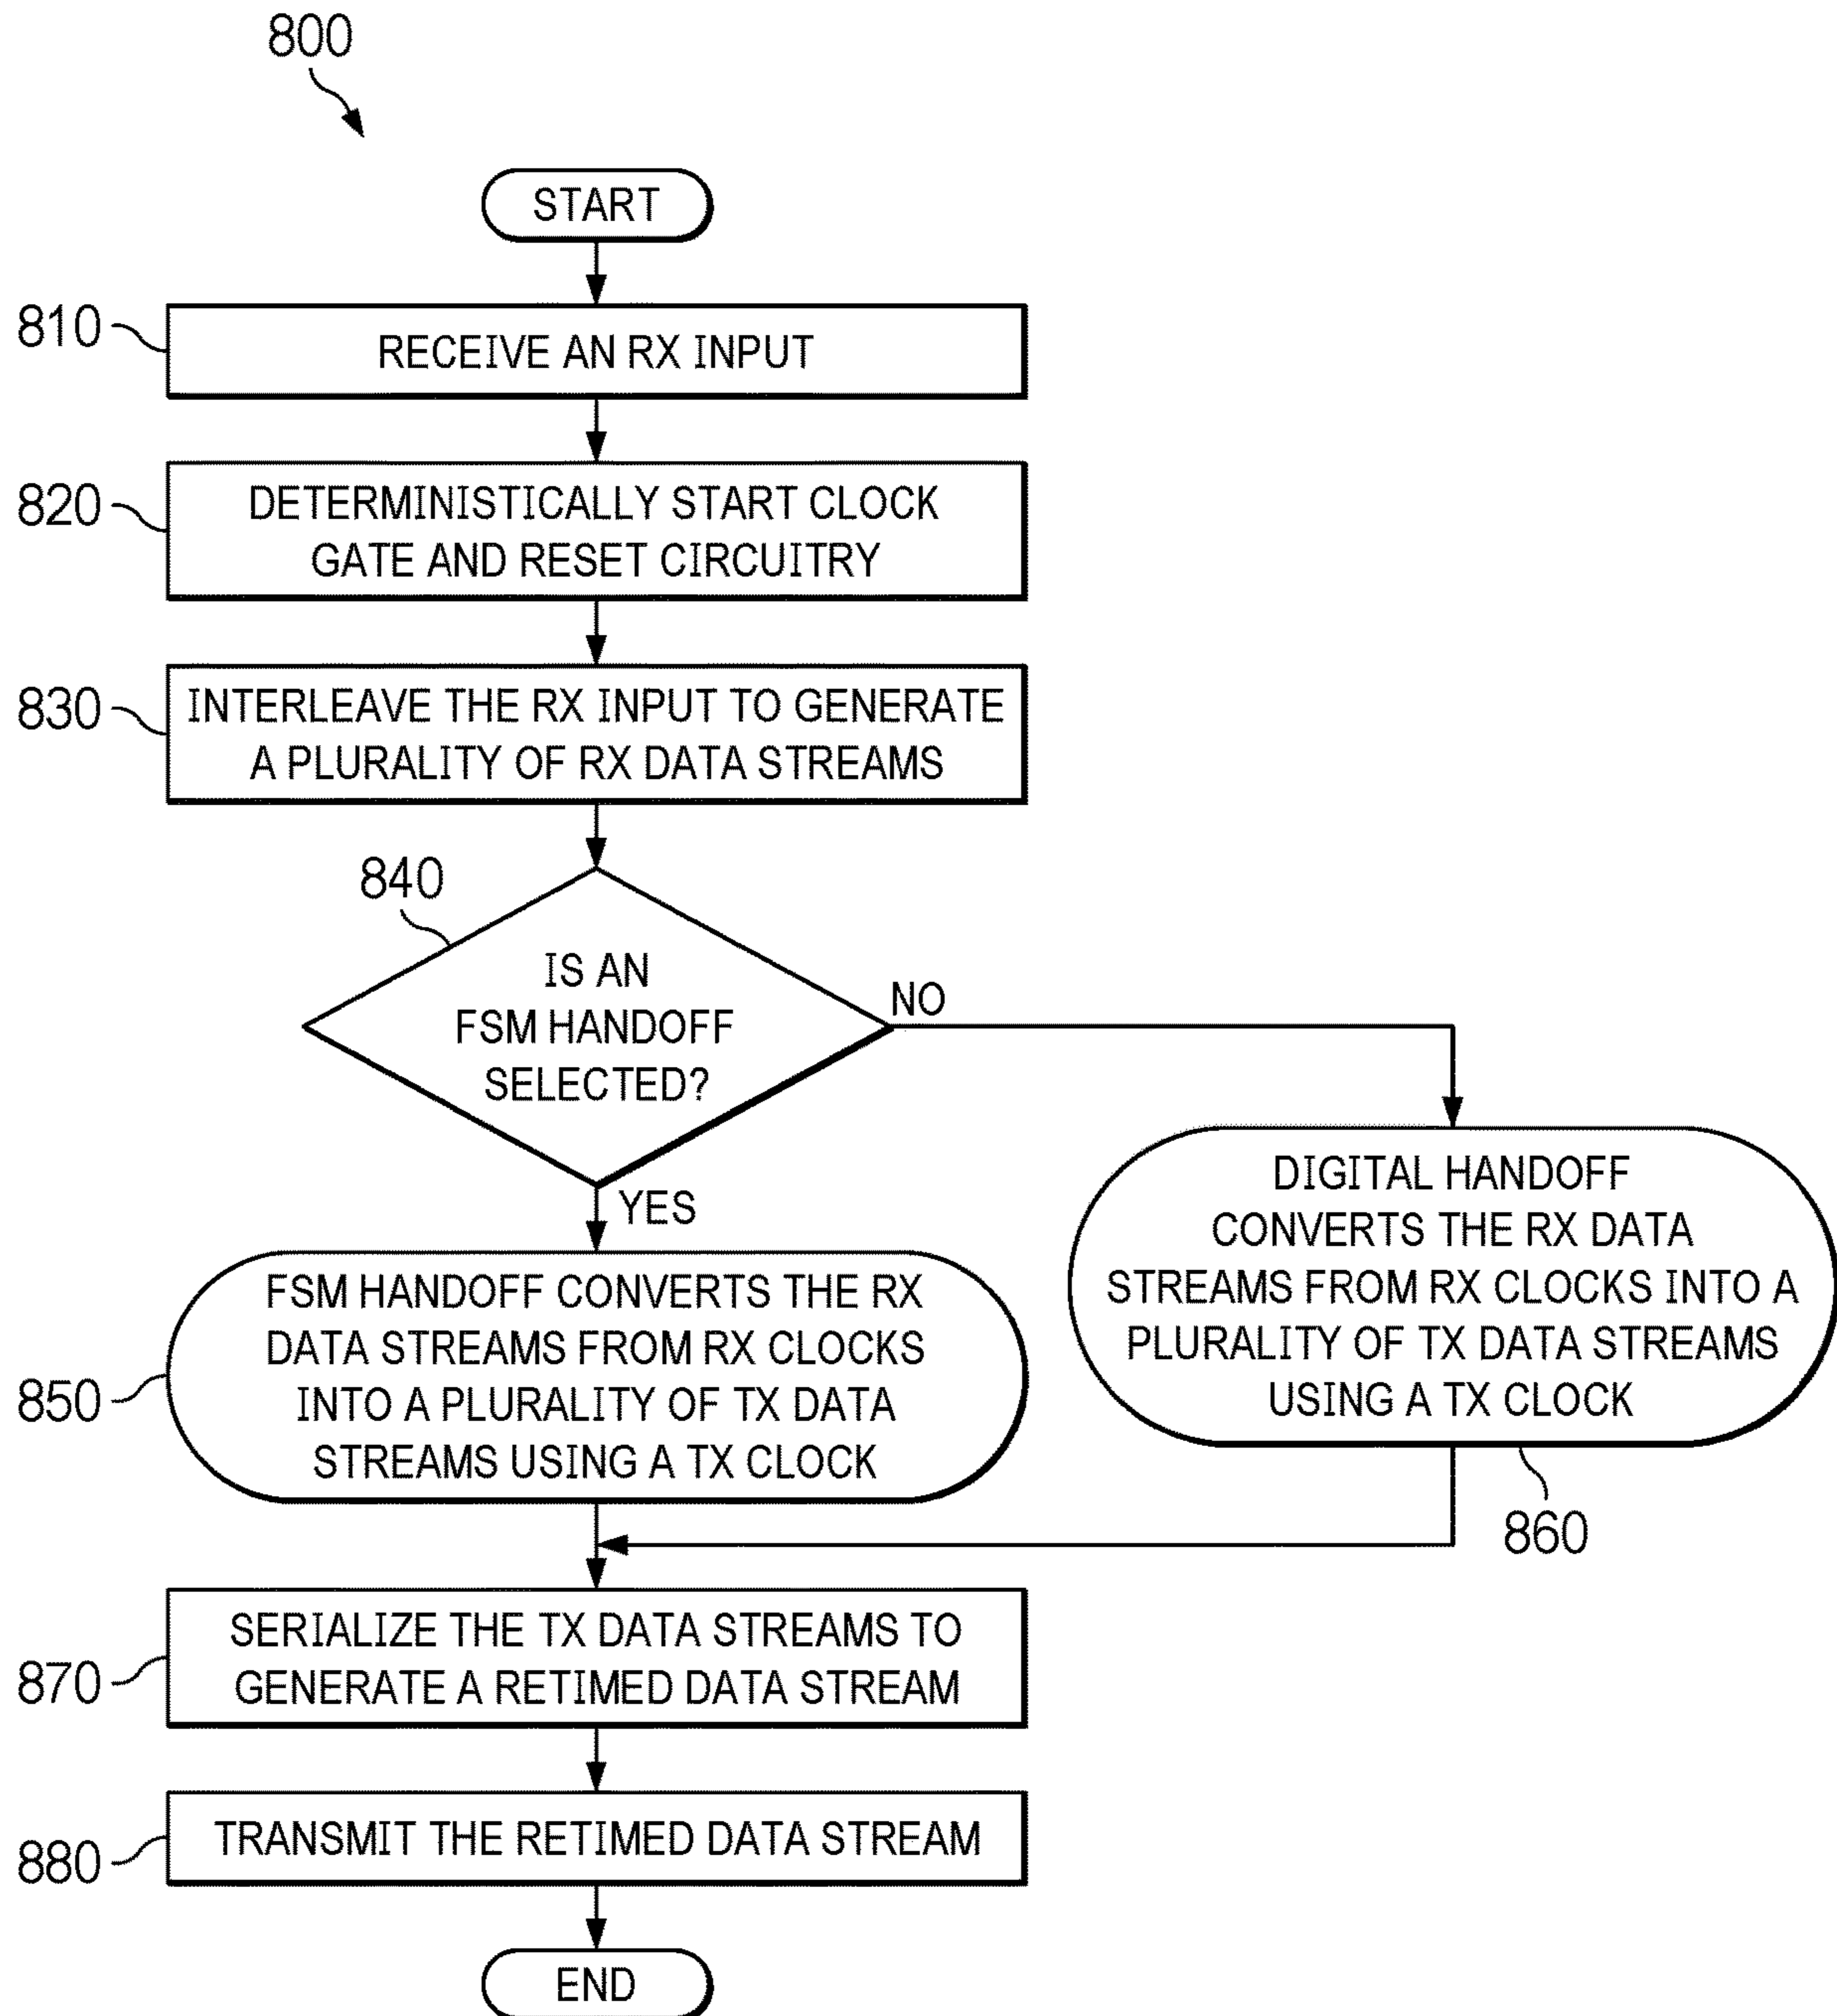 800
START
810
RECEIVE AN RX INPUT
820
DETERMINISTICALLY START CLOCK
GATE AND RESET CIRCUITRY
830
INTERLEAVE THE RX INPUT TO GENERATE
A PLURALITY OF RX DATA STREAMS
840
IS AN
FSM HANDOFF
SELECTED?
NO
YES
850
FSM HANDOFF CONVERTS THE RX
DATA STREAMS FROM RX CLOCKS
INTO A PLURALITY OF TX DATA
STREAMS USING A TX CLOCK
DIGITAL HANDOFF
CONVERTS THE RX DATA
STREAMS FROM RX CLOCKS INTO A
PLURALITY OF TX DATA STREAMS
USING A TX CLOCK
860
870
SERIALIZE THE TX DATA STREAMS TO
GENERATE A RETIMED DATA STREAM
880
TRANSMIT THE RETIMED DATA STREAM
END